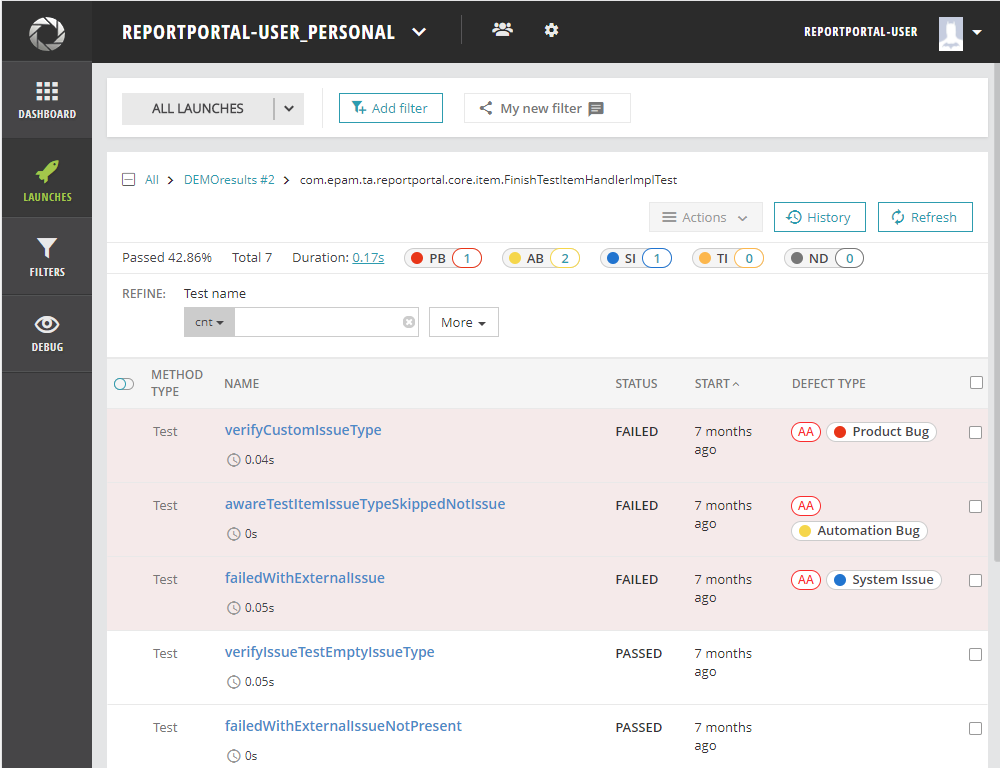 REPORTPORTAL-USER_PERSONAL
REPORTPORTAL-USER
DASHBOARD
LAUNCHES
FILTERS
DEBUG
ALL LAUNCHES
Add filter
My new filter
All > DEMOresults #2 > com.epam.ta.reportportal.core.item.FinishTestItemHandlerImplTest
Actions
History
Refresh
Passed 42.86% Total 7 Duration: 0.17s PB 1 AB 2 SI 1 TI 0 ND 0
REFINE: Test name
cnt
More
METHOD TYPE NAME STATUS START DEFECT TYPE
Test verifyCustomIssueType FAILED 7 months ago AA Product Bug
0.04s
Test awareTestItemIssueTypeSkippedNotIssue FAILED 7 months ago AA
Automation Bug
0s
Test failedWithExternalIssue FAILED 7 months ago AA System Issue
0.05s
Test verifyIssueTestEmptyIssueType PASSED 7 months ago
0.05s
Test failedWithExternalIssueNotPresent PASSED 7 months ago
0s